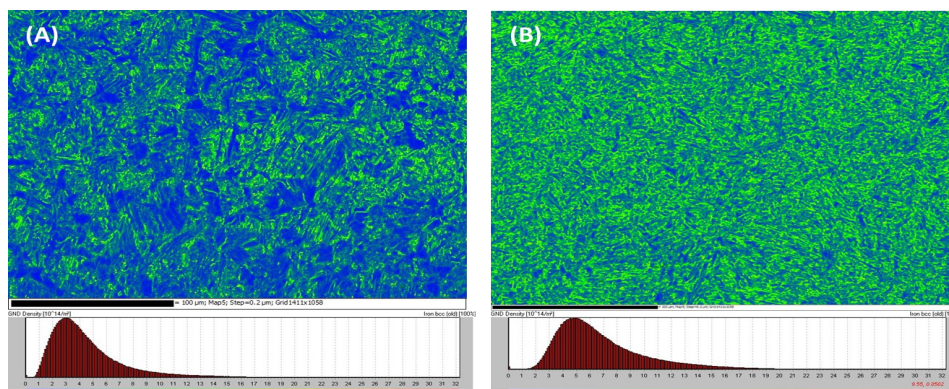 (A)
(B)
= 100 µm; Map5; Step=0.2 µm; Grid1411x1058
GND Density [10^14/m²] Iron bcc (old) [100%]
0 1 2 3 4 5 6 7 8 9 10 11 12 13 14 15 16 17 18 19 20 21 22 23 24 25 26 27 28 29 30 31 32
GND Density [10^14/m²] Iron bcc (old) [1
0 1 2 3 4 5 6 7 8 9 10 11 12 13 14 15 16 17 18 19 20 21 22 23 24 25 26 27 28 29 30 31 32